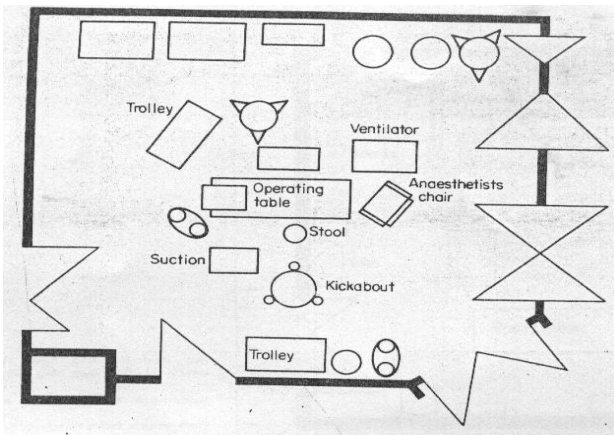 Trolley
Ventilator
Operating
table
Anaesthetists
chair
Stool
Suction
Kickabout
Trolley